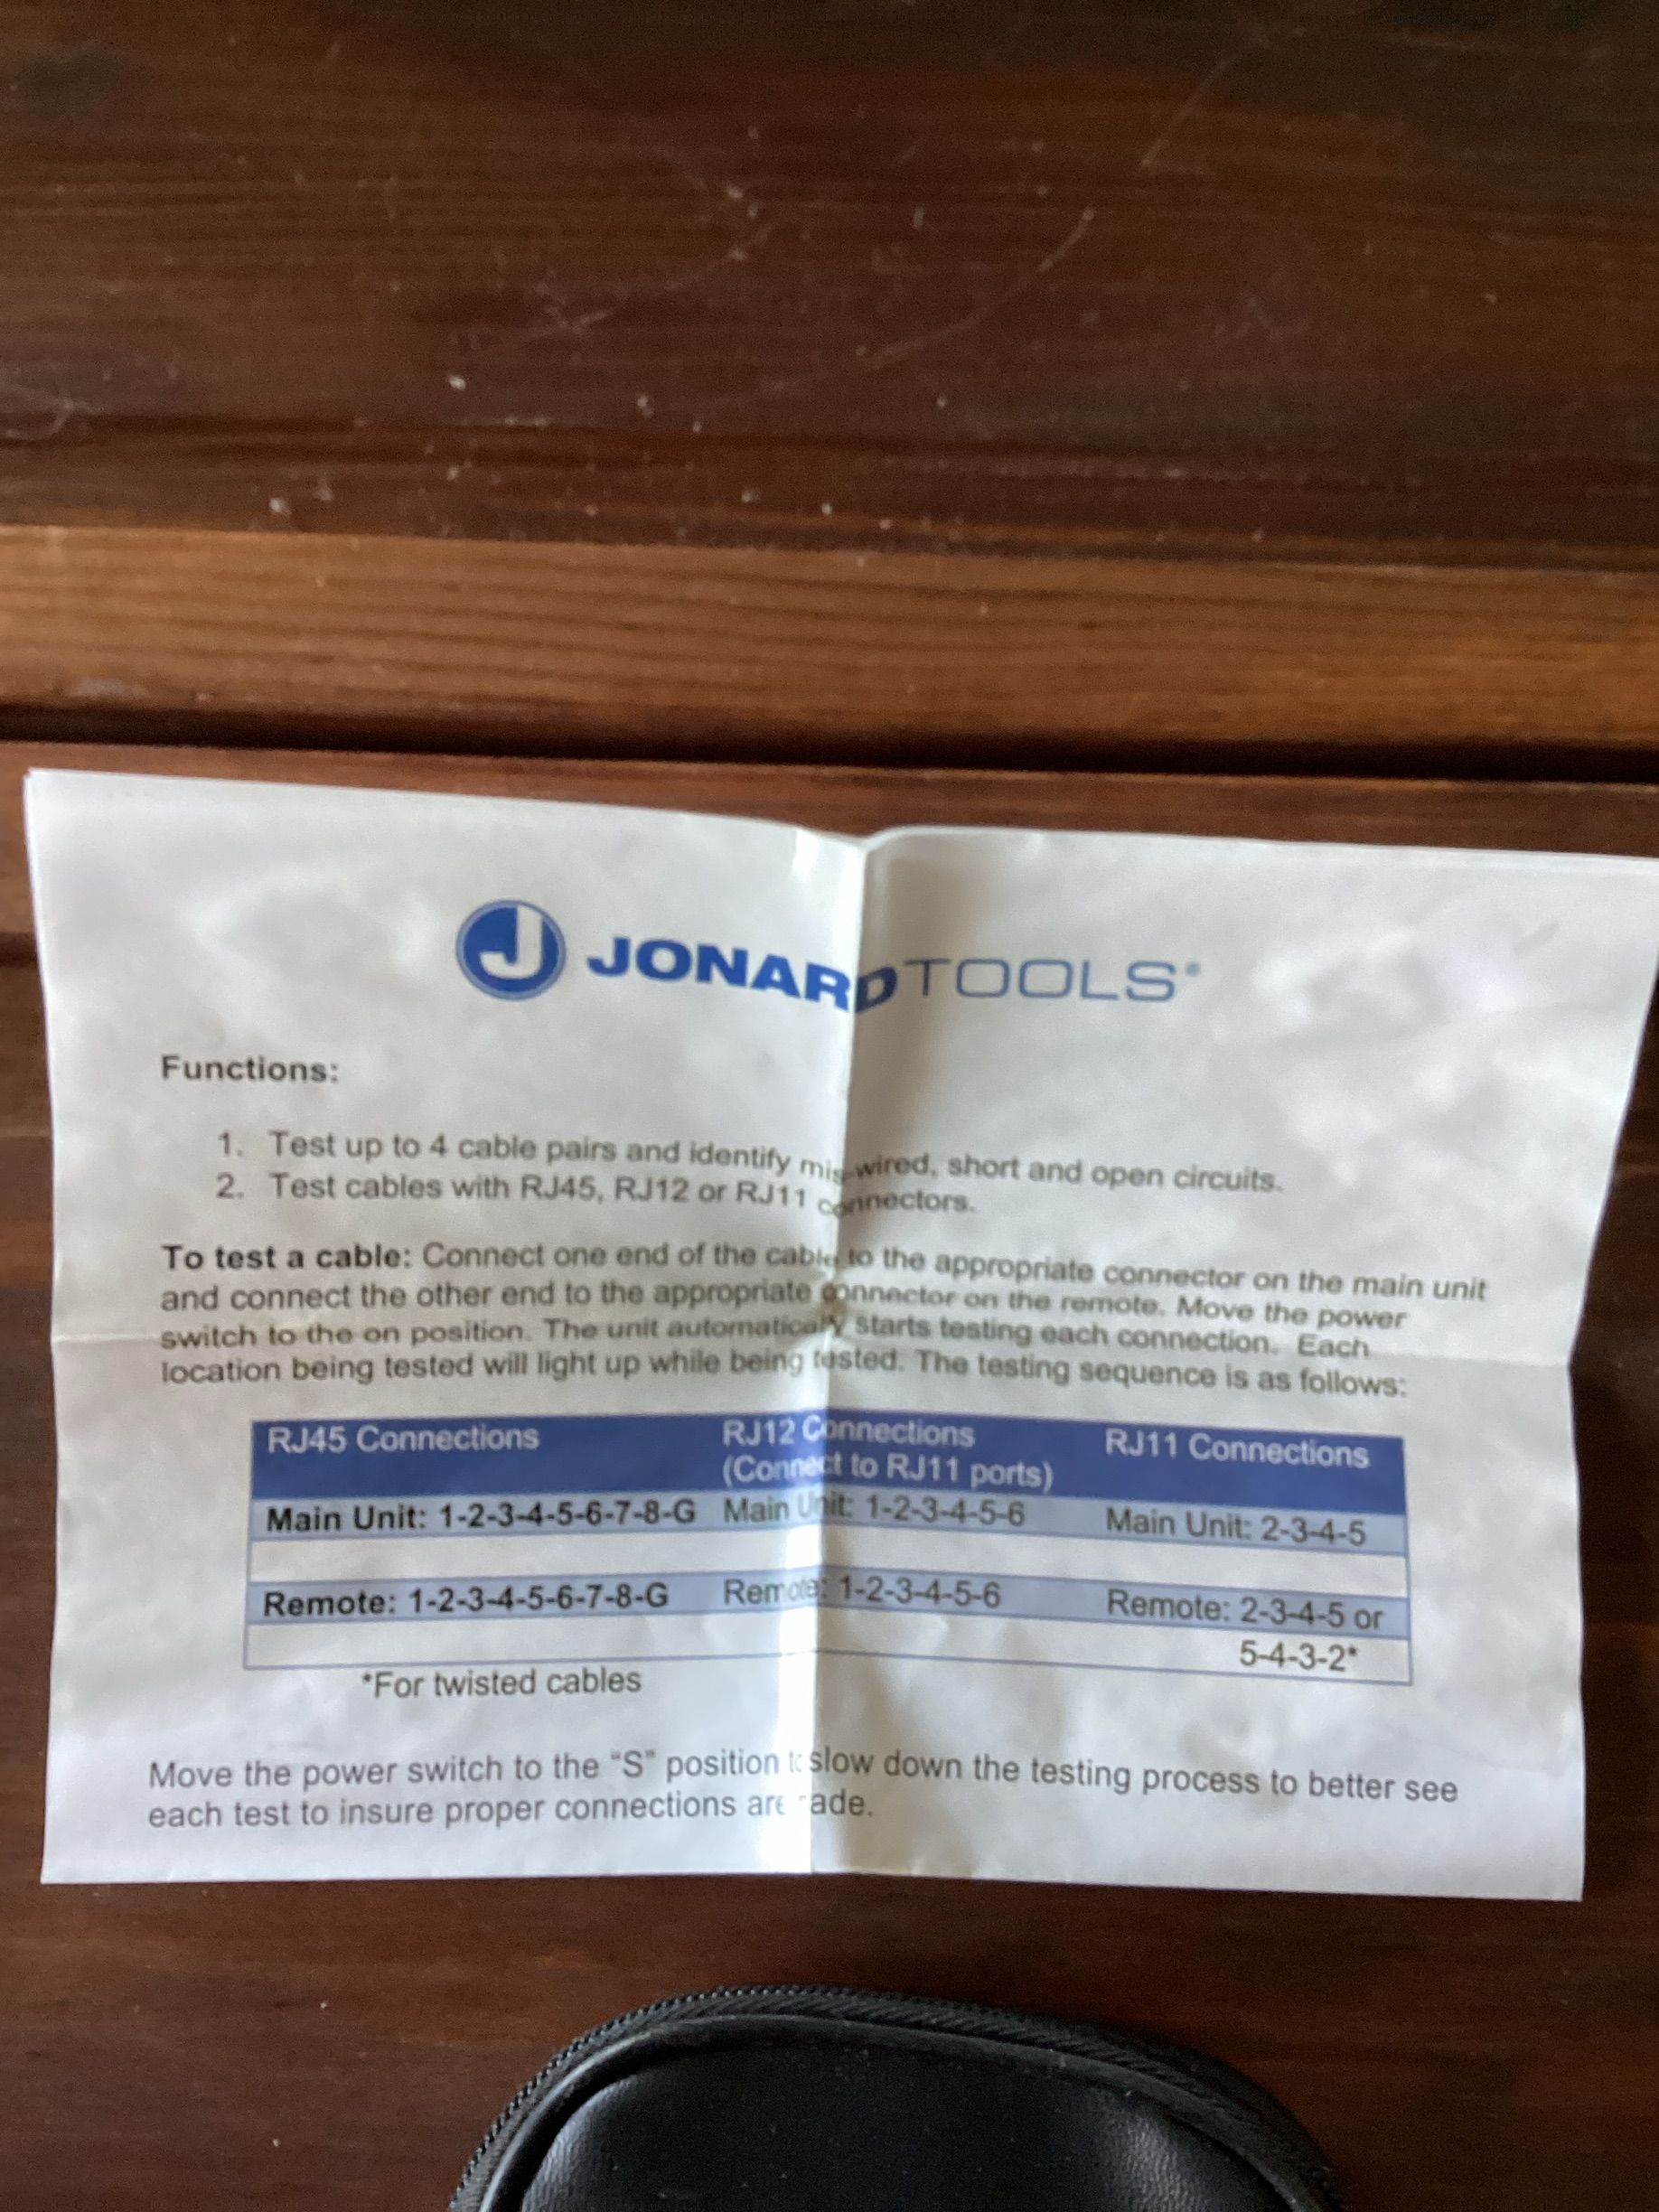 JONARD TOOLS®
Functions:
1. Test up to 4 cable pairs and identify mis-wired, short and open circuits.
2. Test cables with RJ45, RJ12 or RJ11 connectors.
To test a cable: Connect one end of the cable to the appropriate connector on the main unit
and connect the other end to the appropriate connector on the remote. Move the power
switch to the on position. The unit automatically starts testing each connection. Each
location being tested will light up while being tested. The testing sequence is as follows:
RJ45 Connections RJ12 Connections RJ11 Connections
(Connect to RJ11 ports)
Main Unit: 1-2-3-4-5-6-7-8-G Main Unit: 1-2-3-4-5-6 Main Unit: 2-3-4-5
Remote: 1-2-3-4-5-6-7-8-G Remote: 1-2-3-4-5-6 Remote: 2-3-4-5 or
5-4-3-2*
*For twisted cables
Move the power switch to the "S" position to slow down the testing process to better see
each test to insure proper connections are ade.